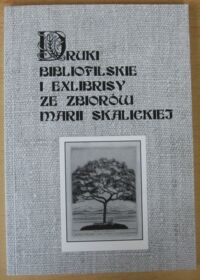 DRUKI
BIBLIOFILSKIE
I EXLIBRISY
ZE ZBIORÓW
MARII SKALICKIEJ